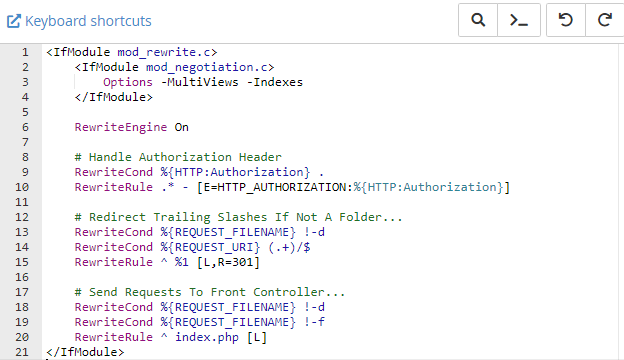 Keyboard shortcuts
1 <IfModule mod_rewrite.c>
2     <IfModule mod_negotiation.c>
3         Options -MultiViews -Indexes
4     </IfModule>
5
6     RewriteEngine On
7
8     # Handle Authorization Header
9     RewriteCond %{HTTP:Authorization} .
10     RewriteRule .* - [E=HTTP_AUTHORIZATION:%{HTTP:Authorization}]
11
12     # Redirect Trailing Slashes If Not A Folder...
13     RewriteCond %{REQUEST_FILENAME} !-d
14     RewriteCond %{REQUEST_URI} (.+)/$
15     RewriteRule ^ %1 [L,R=301]
16
17     # Send Requests To Front Controller...
18     RewriteCond %{REQUEST_FILENAME} !-d
19     RewriteCond %{REQUEST_FILENAME} !-f
20     RewriteRule ^ index.php [L]
21 </IfModule>